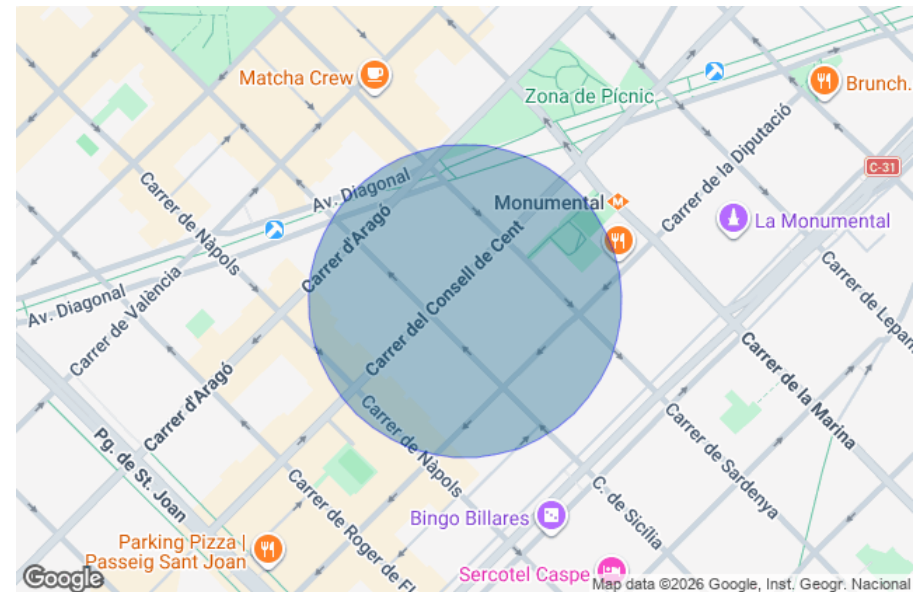 Matcha Crew
Zona de Pícnic
Brunch.
Carrer de la Diputació
C-31
Av. Diagonal
Carrer de Nàpols
Monumental
La Monumental
Carrer d'Aragó
Carrer del Consell de Cent
Carrer de València
Av. Diagonal
Carrer de Lepan
Carrer de la Marina
Carrer d'Aragó
Carrer de Nàpols
Carrer de Sardenya
Pg. de St. Joan
Carrer de Roger de Fl
C. de Sicília
Bingo Billares
Parking Pizza |
Passeig Sant Joan
Sercotel Caspe
Google
Map data ©2026 Google, Inst. Geogr. Nacional